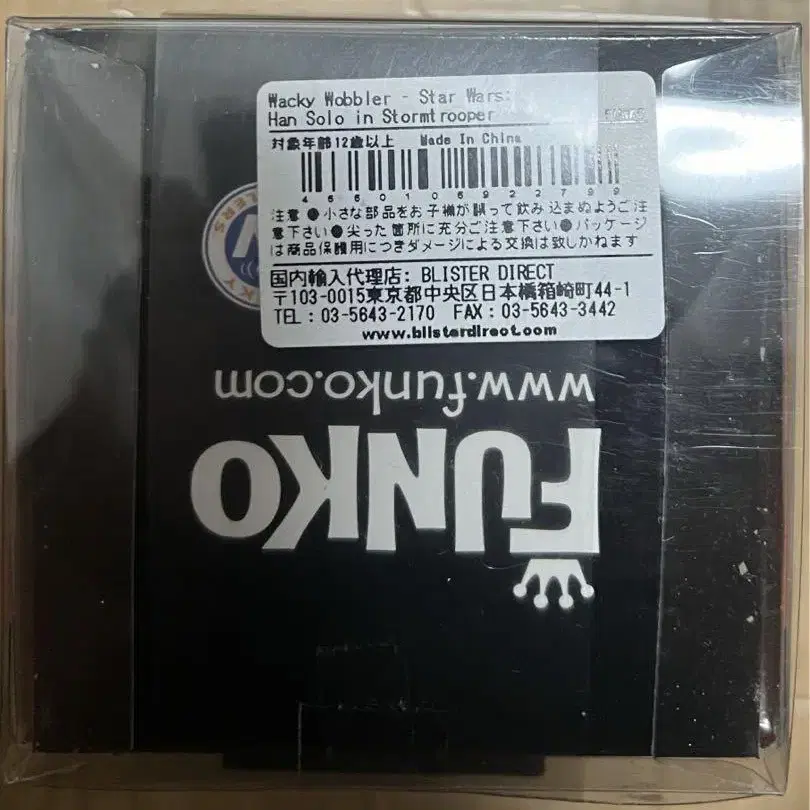 Wacky Wobbler - Star Wars:
Han Solo in Stormtrooper
対象年齢12歳以上 Made In China
4560106922799
注意●小さな部品をお子様が誤って飲み込まぬようご注
意下さい●尖った箇所に充分ご注意下さい●パッケージ
は商品保護用につきダメージによる交換は致しかねます
国内輸入代理店: BLISTER DIRECT
〒103-0015東京都中央区日本橋箱崎町44-1
TEL: 03-5643-2170 FAX: 03-5643-3442
www.blisterdirect.com
www.funko.com
FUNKO